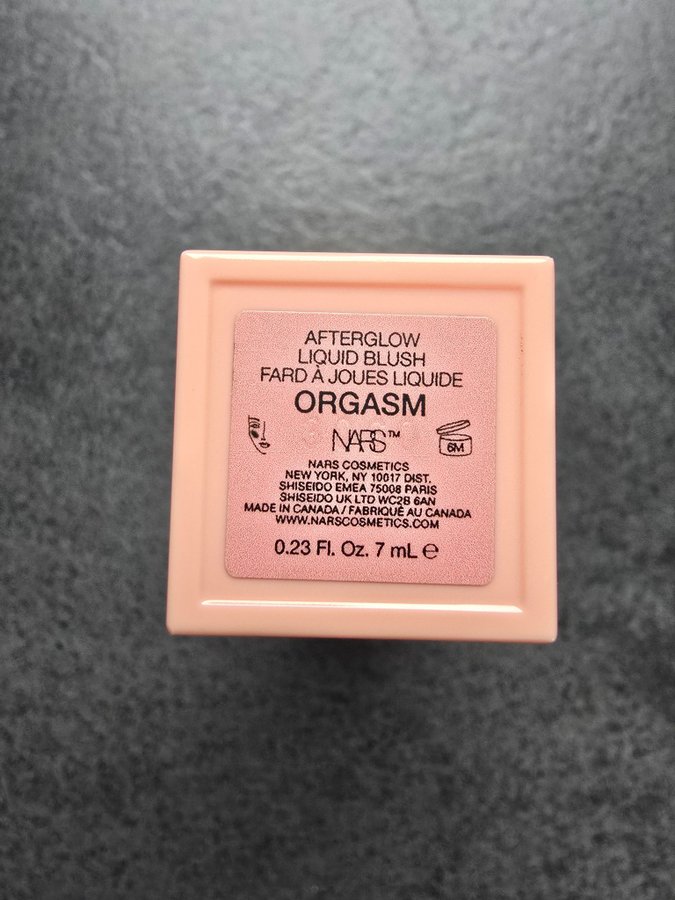 AFTERGLOW
LIQUID BLUSH
FARD À JOUES LIQUIDE
ORGASM
NARS™
6M
NARS COSMETICS
NEW YORK, NY 10017 DIST.
SHISEIDO EMEA 75008 PARIS
SHISEIDO UK LTD WC2B 6AN
MADE IN CANADA / FABRIQUÉ AU CANADA
WWW.NARSCOSMETICS.COM
0.23 Fl. Oz. 7 mL ℮